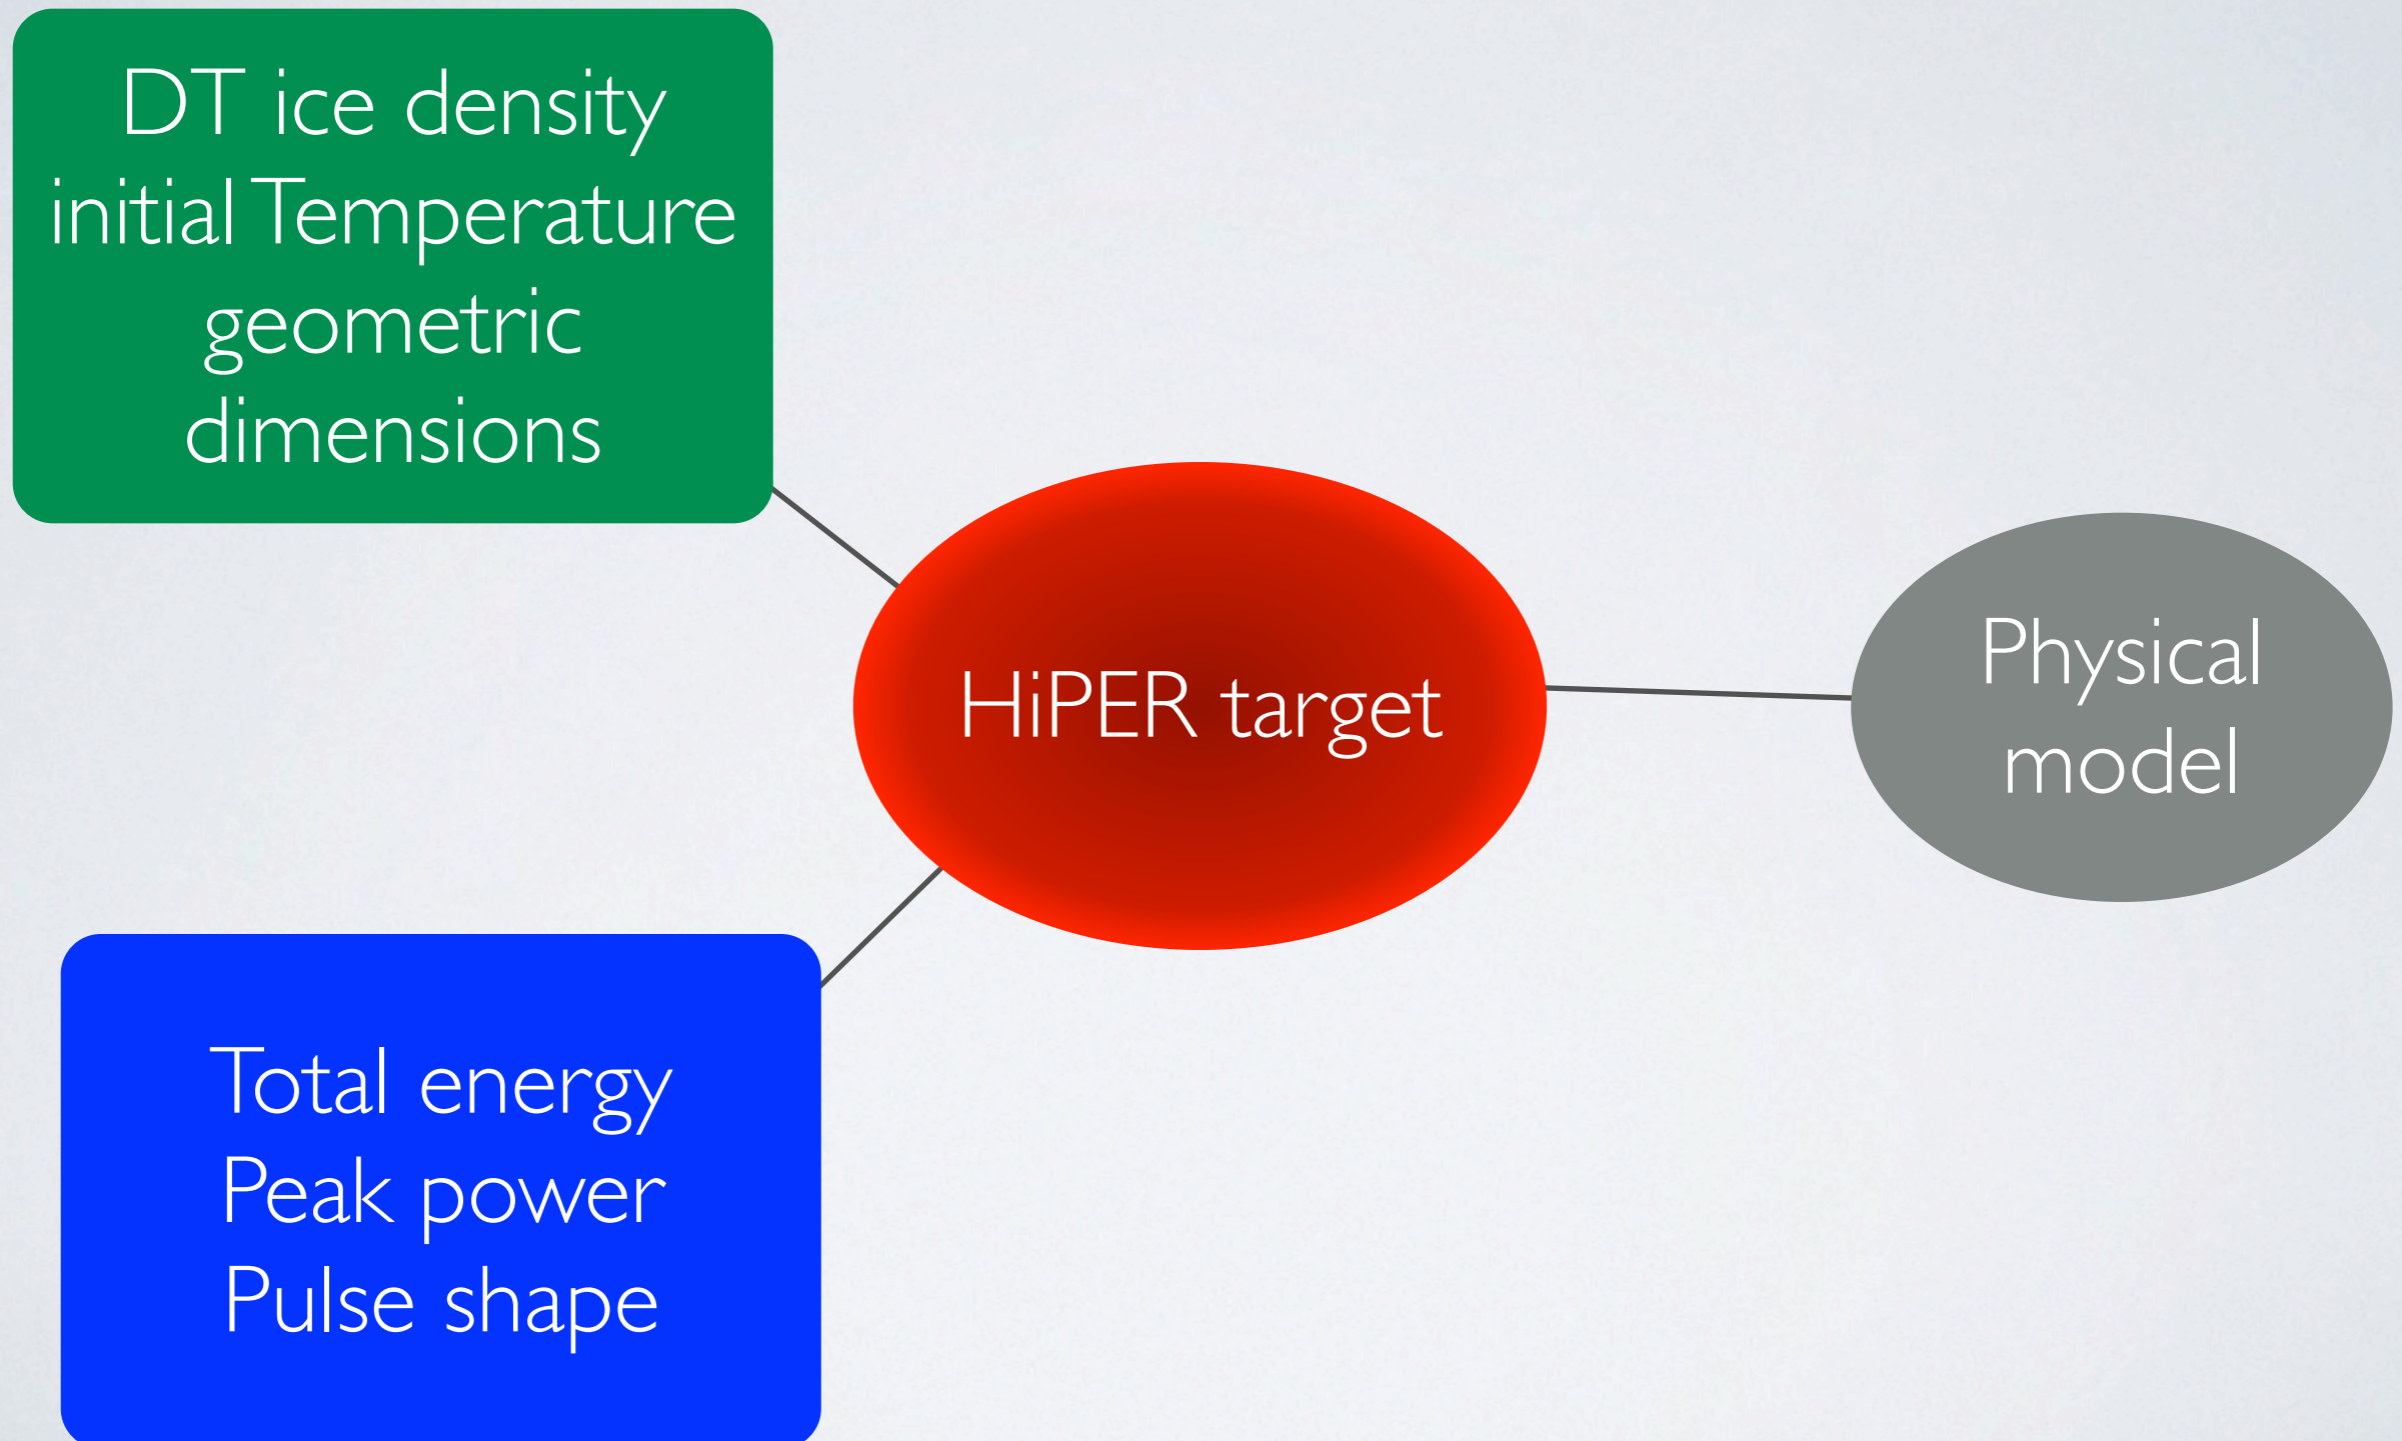 DT ice density
initial Temperature
geometric
dimensions
HiPER target
Physical
model
Total energy
Peak power
Pulse shape